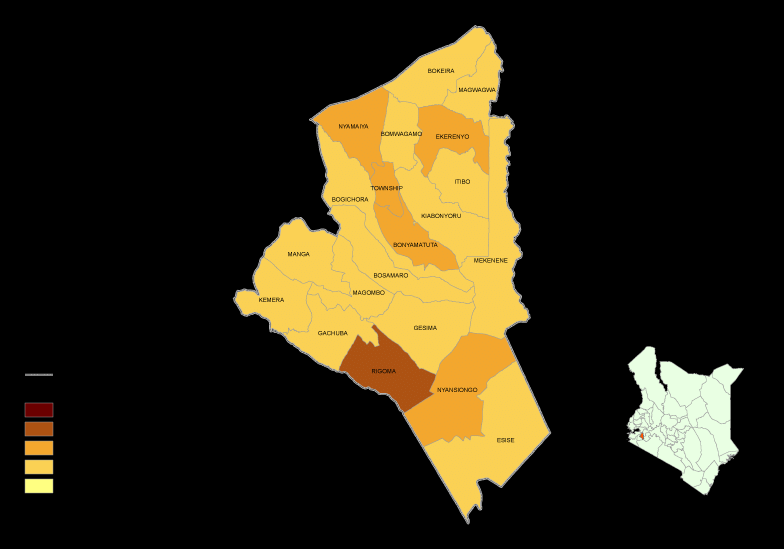 BOKEIRA
MAGWAGWA
NYAMAIYA
BOMWAGAMO
EKERENYO
ITIBO
TOWNSHIP
BOGICHORA
KIABONYORU
BONYAMATUTA
MANGA
MEKENENE
BOSAMARO
MAGOMBO
KEMERA
GESIMA
GACHUBA
RIGOMA
NYANSIONGO
ESISE